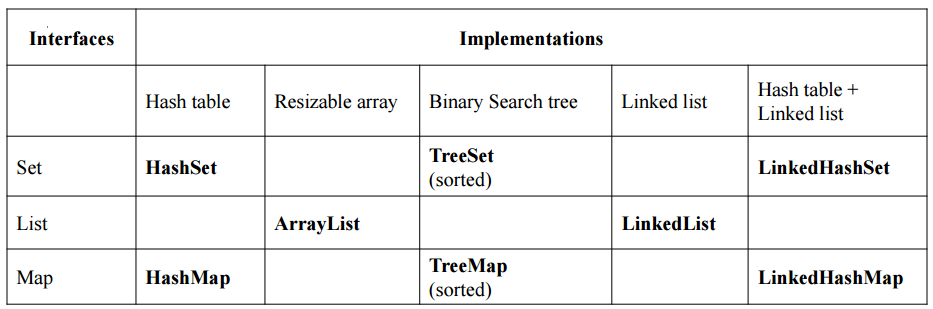 Interfaces Implementations
Hash table Resizable array Binary Search tree Linked list Hash table +
Linked list
Set HashSet TreeSet
(sorted) LinkedHashSet
List ArrayList LinkedList
Map HashMap TreeMap
(sorted) LinkedHashMap